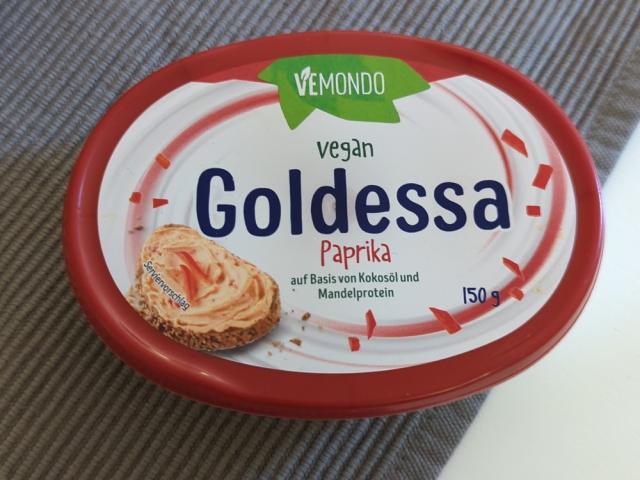 VEMONDO
vegan
Goldessa
Paprika
auf Basis von Kokosöl und
Mandelprotein
150 g
Serviervorschlag